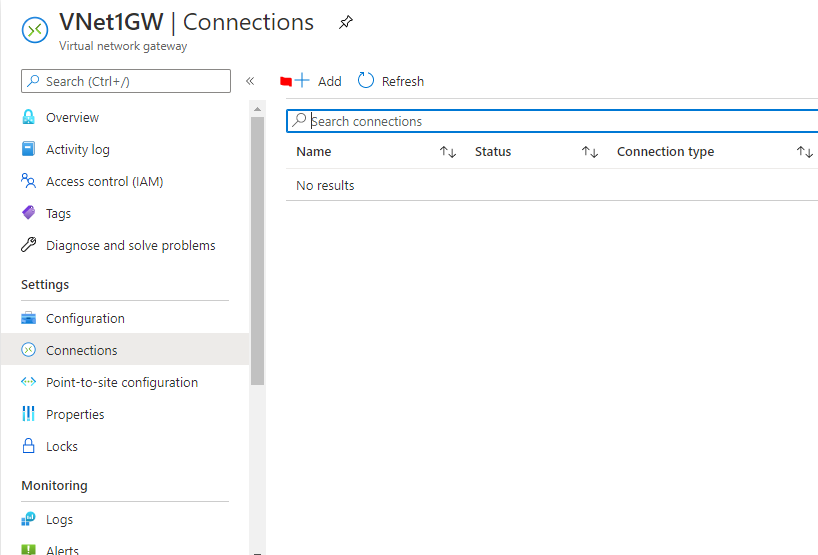 VNet1GW | Connections
Virtual network gateway
Search (Ctrl+/)
«
Overview
Activity log
Access control (IAM)
Tags
Diagnose and solve problems
Settings
Configuration
Connections
Point-to-site configuration
Properties
Locks
Monitoring
Logs
Alerts
Add Refresh
Search connections
Name Status Connection type
No results